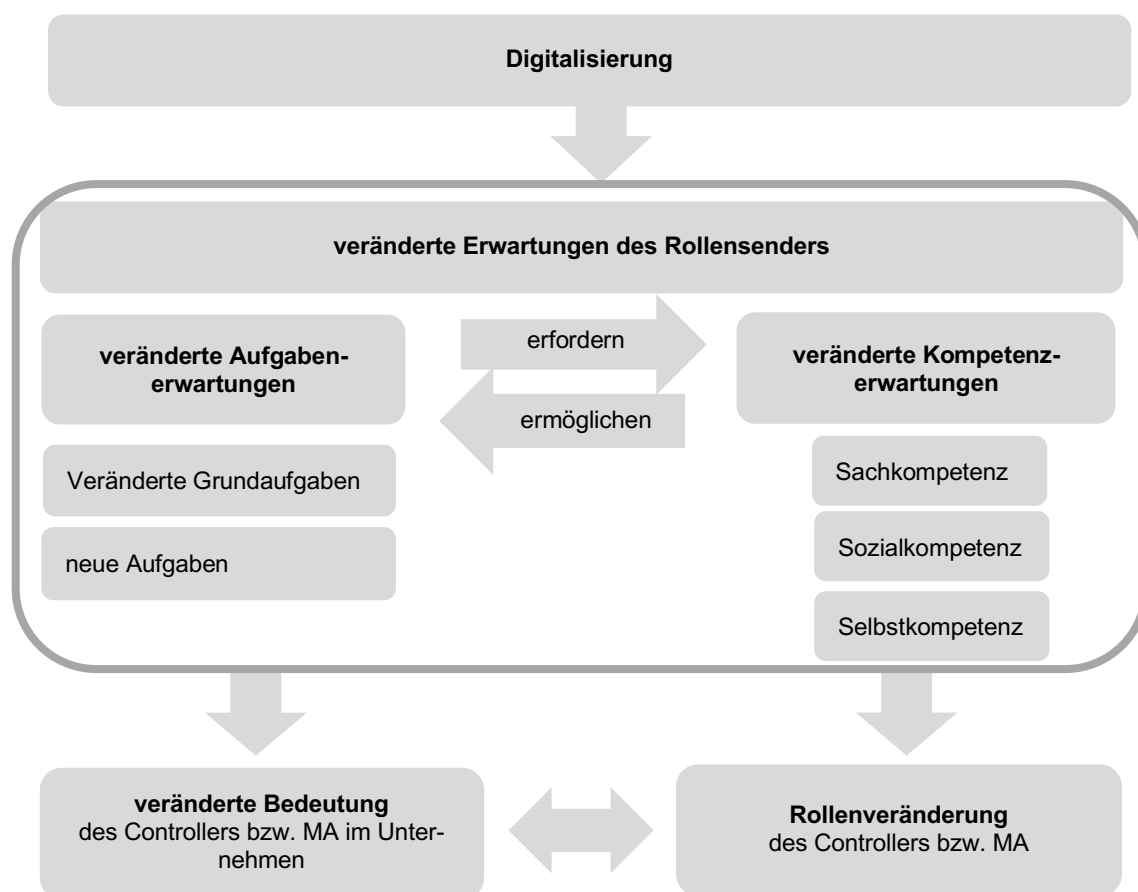 Digitalisierung
veränderte Erwartungen des Rollensenders
veränderte Aufgaben-
erwartungen
erfordern
ermöglichen
veränderte Kompetenz-
erwartungen
Veränderte Grundaufgaben
neue Aufgaben
Sachkompetenz
Sozialkompetenz
Selbstkompetenz
veränderte Bedeutung
des Controllers bzw. MA im Unter-
nehmen
Rollenveränderung
des Controllers bzw. MA